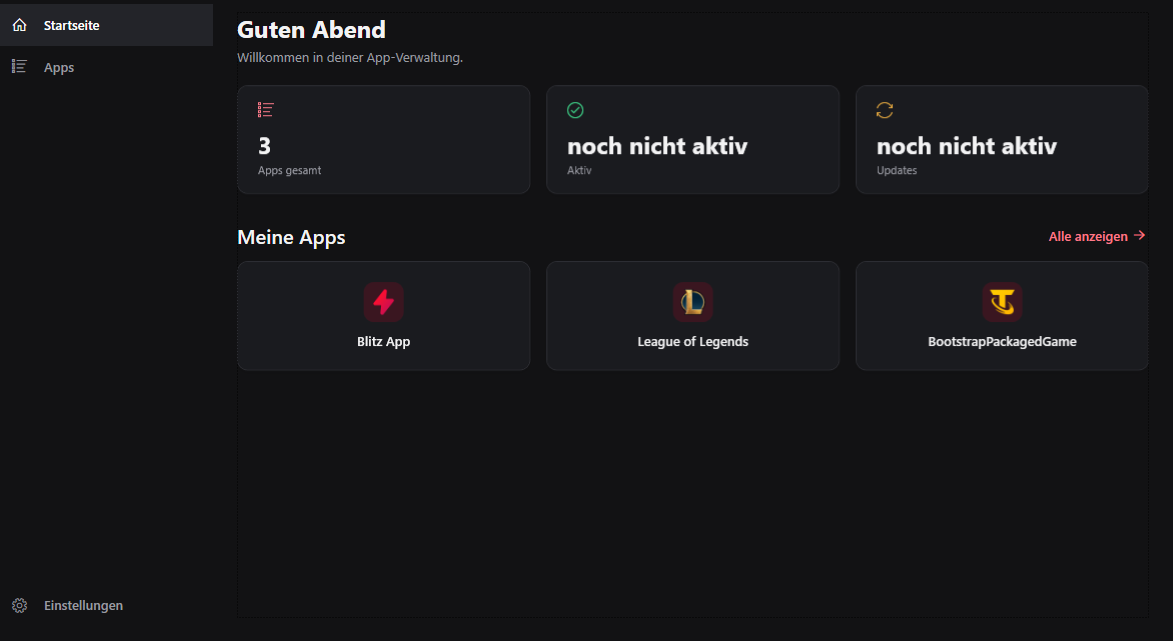 Startseite
Apps
Guten Abend
Willkommen in deiner App-Verwaltung.
3
Apps gesamt
noch nicht aktiv
Aktiv
noch nicht aktiv
Updates
Meine Apps
Alle anzeigen
Blitz App
League of Legends
BootstrapPackagedGame
Einstellungen